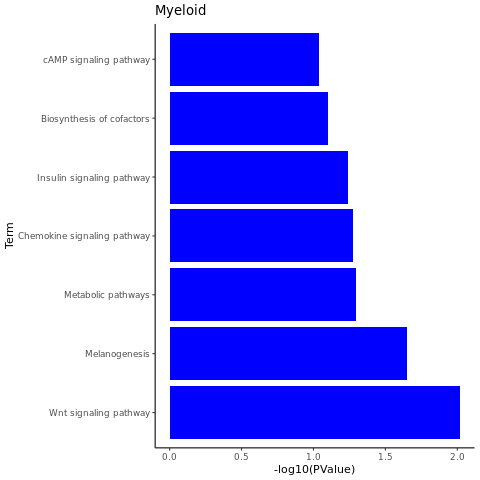 Myeloid
Term
cAMP signaling pathway
Biosynthesis of cofactors
Insulin signaling pathway
Chemokine signaling pathway
Metabolic pathways
Melanogenesis
Wnt signaling pathway
0.0 0.5 1.0 1.5 2.0
-log10(PValue)